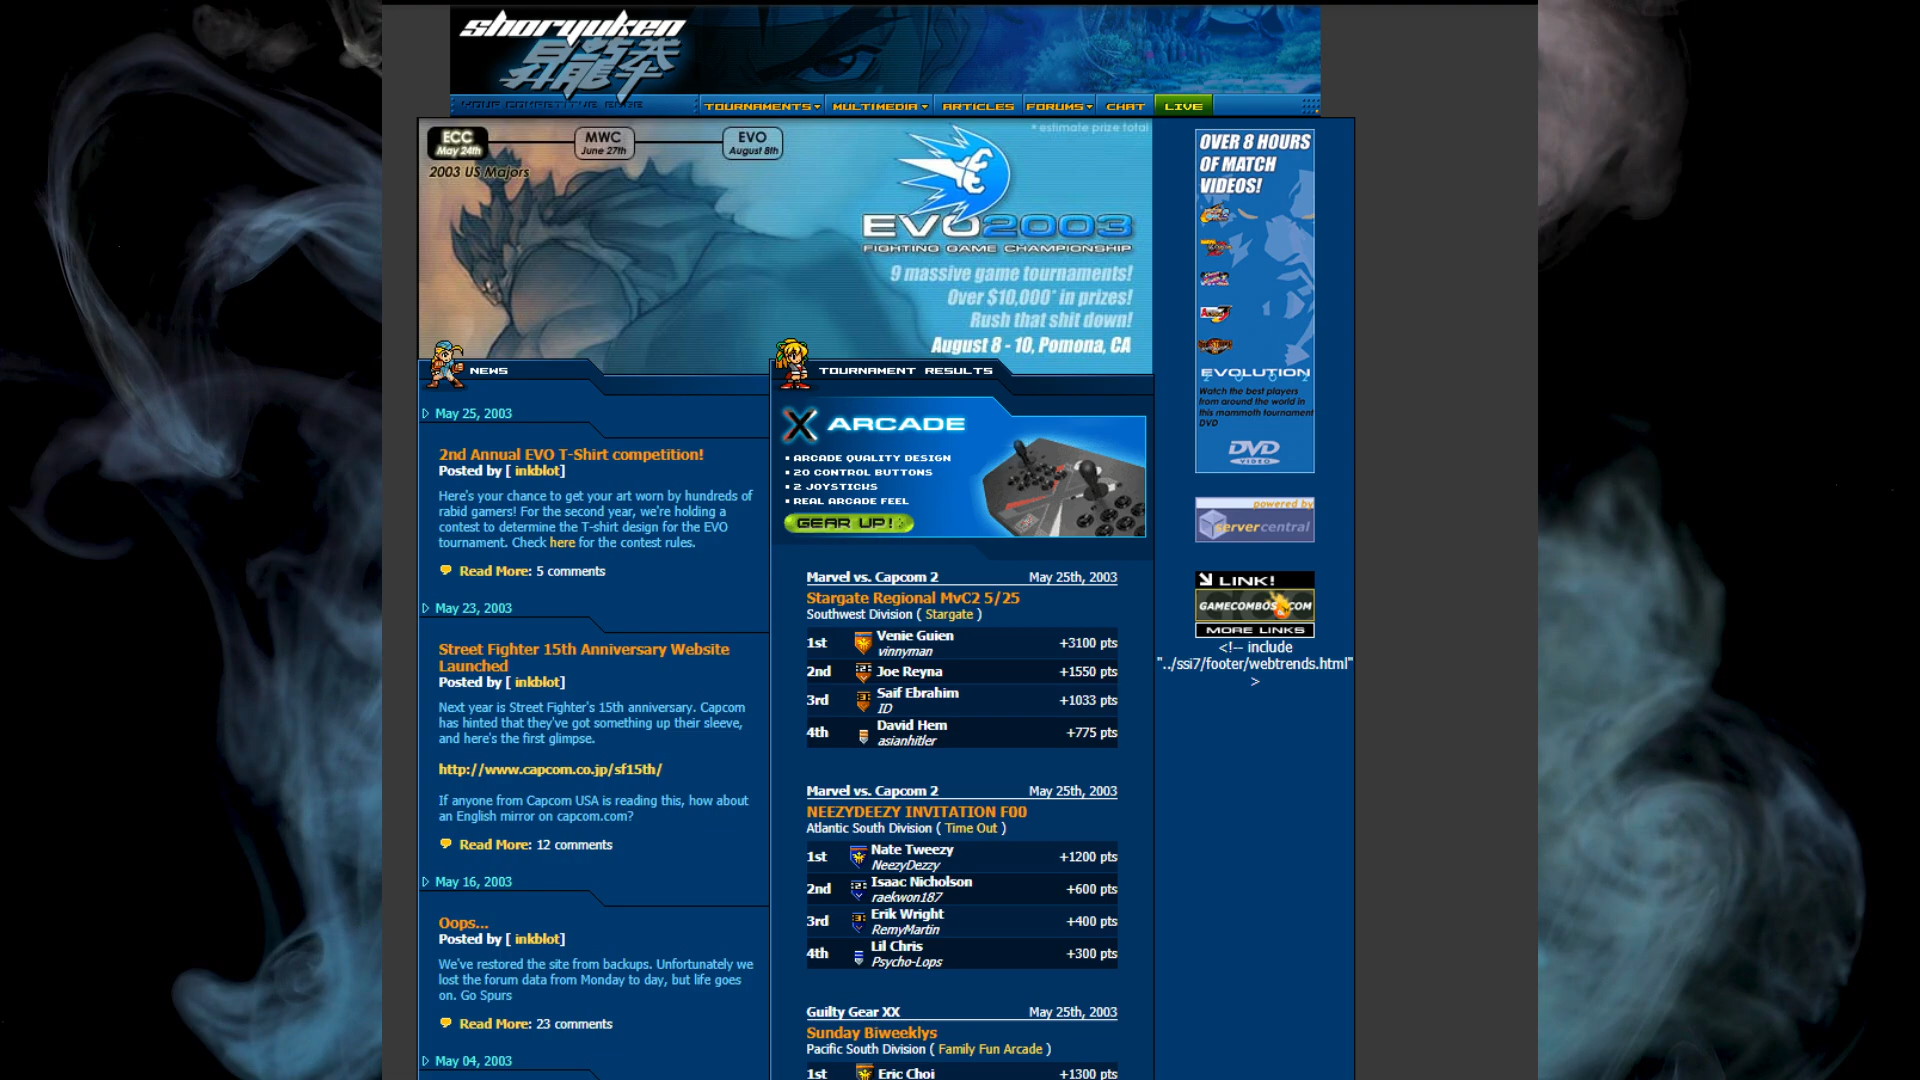 shoryuken
昇龍拳
YOUR COMPETITIVE EDGE
TOURNAMENTS
MULTIMEDIA
ARTICLES
FORUMS
CHAT
LIVE
ECC
May 24th
MWC
June 27th
EVO
August 8th
2003 US Majors
* estimate prize total
EVO2003
FIGHTING GAME CHAMPIONSHIP
9 massive game tournaments!
Over $10,000* in prizes!
Rush that shit down!
August 8 - 10, Pomona, CA
NEWS
May 25, 2003
2nd Annual EVO T-Shirt competition!
Posted by [ inkblot]
Here's your chance to get your art worn by hundreds of
rabid gamers! For the second year, we're holding a
contest to determine the T-shirt design for the EVO
tournament. Check here for the contest rules.
Read More: 5 comments
May 23, 2003
Street Fighter 15th Anniversary Website
Launched
Posted by [ inkblot]
Next year is Street Fighter's 15th anniversary. Capcom
has hinted that they've got something up their sleeve,
and here's the first glimpse.
http://www.capcom.co.jp/sf15th/
If anyone from Capcom USA is reading this, how about
an English mirror on capcom.com?
Read More: 12 comments
May 16, 2003
Oops...
Posted by [ inkblot]
We've restored the site from backups. Unfortunately we
lost the forum data from Monday to day, but life goes
on. Go Spurs
Read More: 23 comments
May 04, 2003
TOURNAMENT RESULTS
X ARCADE
• ARCADE QUALITY DESIGN
• 20 CONTROL BUTTONS
• 2 JOYSTICKS
• REAL ARCADE FEEL
GEAR UP!
Marvel vs. Capcom 2 May 25th, 2003
Stargate Regional MvC2 5/25
Southwest Division ( Stargate )
1st Venie Guien +3100 pts
vinnyman
2nd Joe Reyna +1550 pts
3rd Saif Ebrahim +1033 pts
ID
4th David Hem +775 pts
asianhitler
Marvel vs. Capcom 2 May 25th, 2003
NEEZYDEEZY INVITATION F00
Atlantic South Division ( Time Out )
1st Nate Tweezy +1200 pts
NeezyDezzy
2nd Isaac Nicholson +600 pts
raekwon187
3rd Erik Wright +400 pts
RemyMartin
4th Lil Chris +300 pts
Psycho-Lops
Guilty Gear XX May 25th, 2003
Sunday Biweeklys
Pacific South Division ( Family Fun Arcade )
1st Eric Choi +1300 pts
OVER 8 HOURS
OF MATCH
VIDEOS!
EVOLUTION
Watch the best players
from around the world in
this mammoth tournament
DVD
DVD
VIDEO
powered by
servercentral
LINK!
GAMECOMBOS.COM
MORE LINKS
<!-- include
"../ssi7/footer/webtrends.html"
>